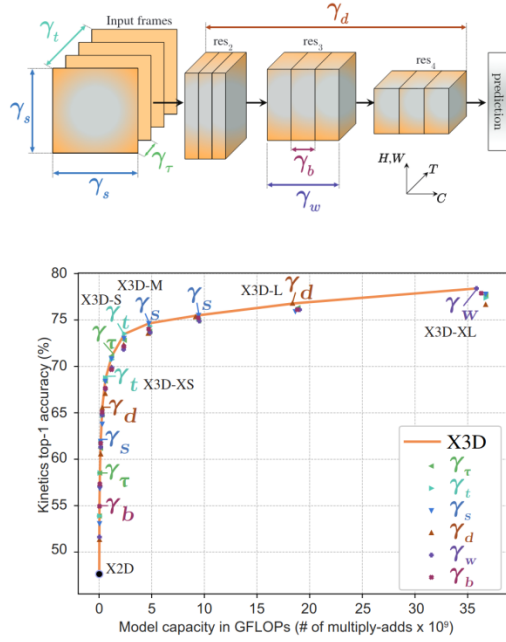 γt
Input frames
γd
res2
res3
res4
γs
γτ
γs
γb
γw
prediction
H,W
T
C
80
75
70
65
60
55
50
Kinetics top-1 accuracy (%)
X3D-M
X3D-S
X3D-L
X3D-XL
X3D-XS
X2D
γt
γs
γs
γd
γw
γτ
γt
γd
γs
γτ
γb
X3D
γτ
γt
γs
γd
γw
γb
0
5
10
15
20
25
30
35
Model capacity in GFLOPs (# of multiply-adds x 10⁹)